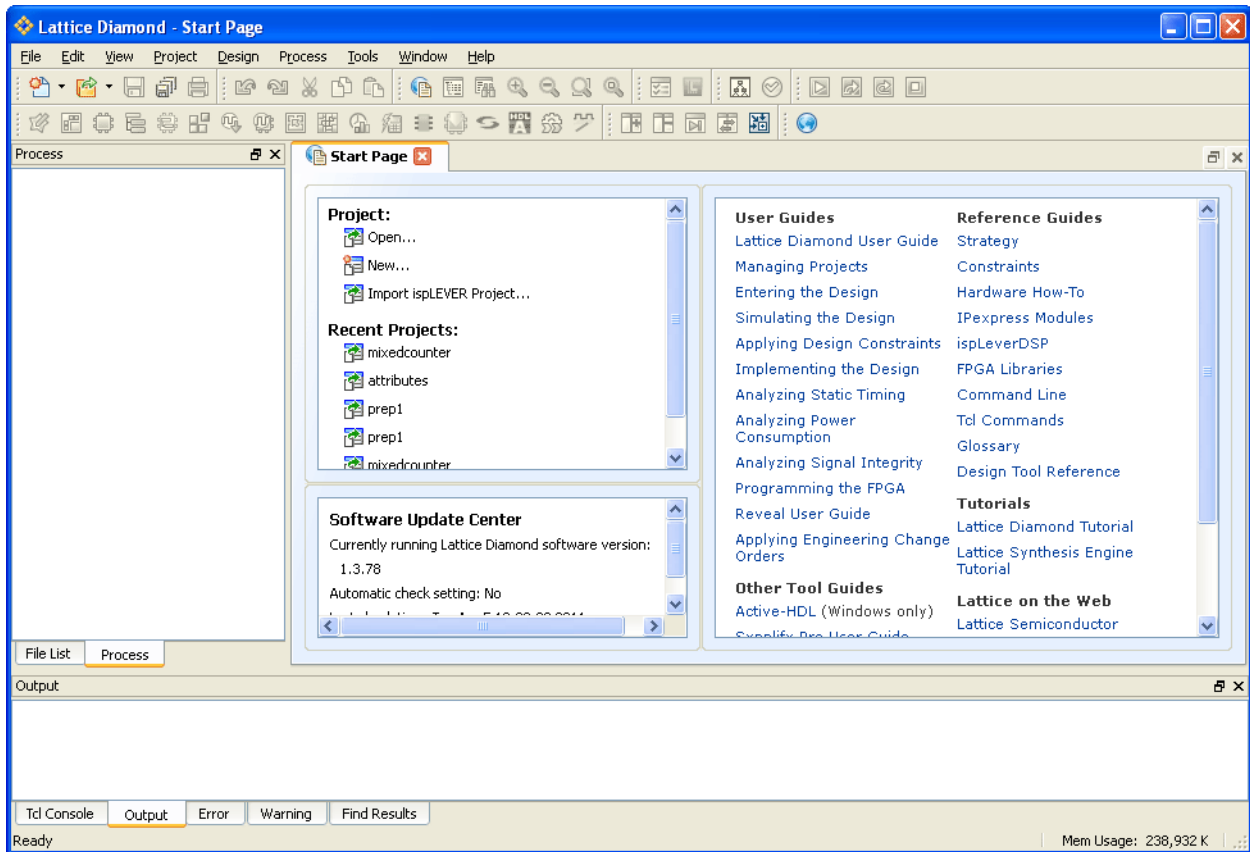 Lattice Diamond - Start Page
File Edit View Project Design Process Tools Window Help
Process
Start Page
Project:
Open...
New...
Import ispLEVER Project...
Recent Projects:
mixedcounter
attributes
prep1
prep1
mixedcounter
Software Update Center
Currently running Lattice Diamond software version:
1.3.78
Automatic check setting: No
User Guides
Lattice Diamond User Guide
Managing Projects
Entering the Design
Simulating the Design
Applying Design Constraints
Implementing the Design
Analyzing Static Timing
Analyzing Power
Consumption
Analyzing Signal Integrity
Programming the FPGA
Reveal User Guide
Applying Engineering Change
Orders
Other Tool Guides
Active-HDL (Windows only)
Synplify Pro User Guide
Reference Guides
Strategy
Constraints
Hardware How-To
IPexpress Modules
ispLeverDSP
FPGA Libraries
Command Line
Tcl Commands
Glossary
Design Tool Reference
Tutorials
Lattice Diamond Tutorial
Lattice Synthesis Engine
Tutorial
Lattice on the Web
Lattice Semiconductor
File List Process
Output
Tcl Console Output Error Warning Find Results
Ready Mem Usage: 238,932 K